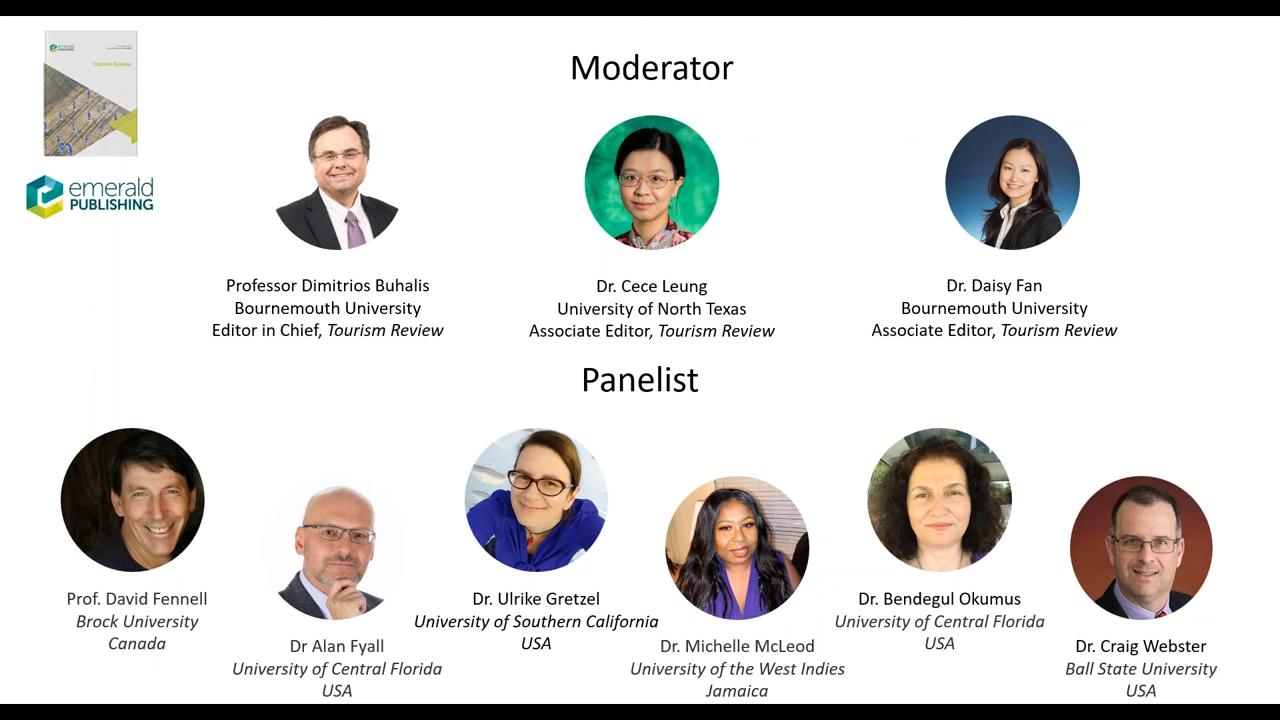 emerald
PUBLISHING
Tourism Review
emerald
PUBLISHING
Moderator
Professor Dimitrios Buhalis
Bournemouth University
Editor in Chief, Tourism Review
Dr. Cece Leung
University of North Texas
Associate Editor, Tourism Review
Dr. Daisy Fan
Bournemouth University
Associate Editor, Tourism Review
Panelist
Prof. David Fennell
Brock University
Canada
Dr Alan Fyall
University of Central Florida
USA
Dr. Ulrike Gretzel
University of Southern California
USA
Dr. Michelle McLeod
University of the West Indies
Jamaica
Dr. Bendegul Okumus
University of Central Florida
USA
Dr. Craig Webster
Ball State University
USA